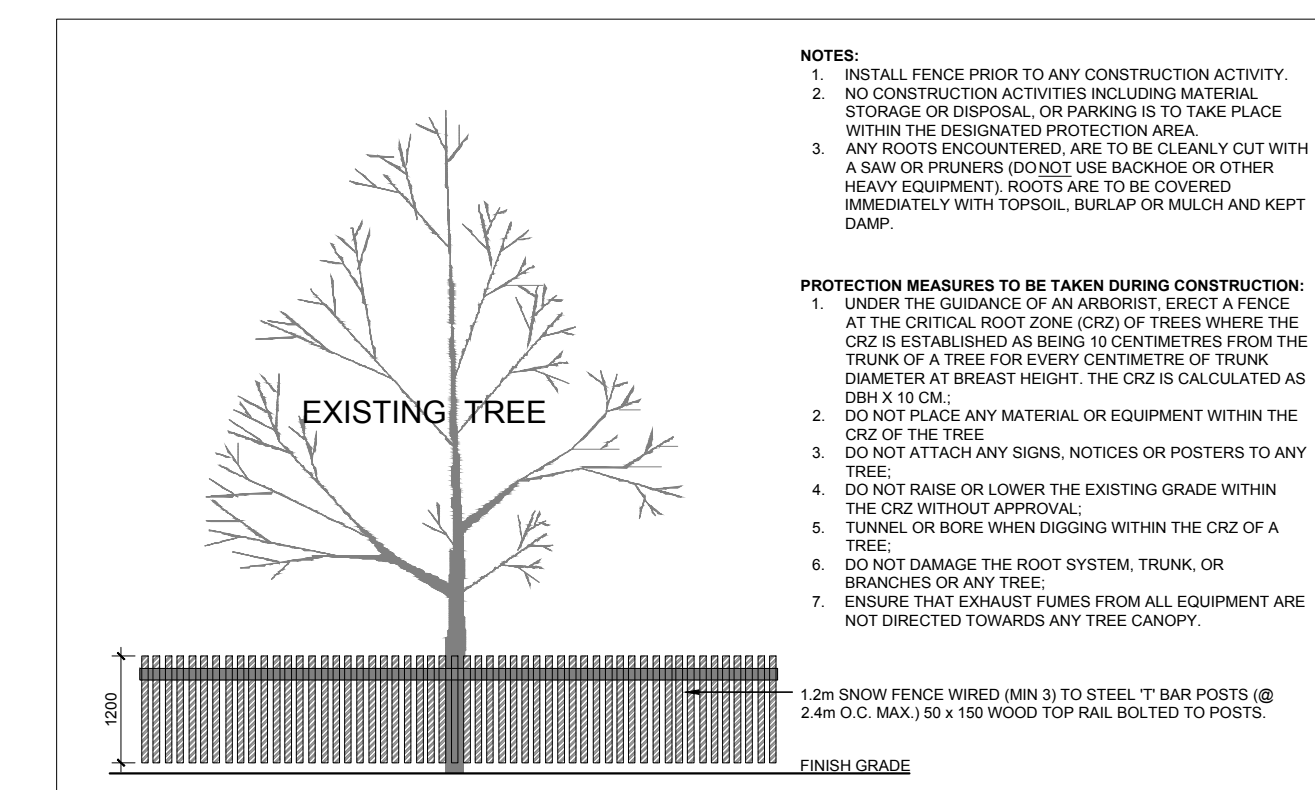 NOTES:
1. INSTALL FENCE PRIOR TO ANY CONSTRUCTION ACTIVITY.
2. NO CONSTRUCTION ACTIVITIES INCLUDING MATERIAL
STORAGE OR DISPOSAL, OR PARKING IS TO TAKE PLACE
WITHIN THE DESIGNATED PROTECTION AREA.
3. ANY ROOTS ENCOUNTERED, ARE TO BE CLEANLY CUT WITH
A SAW OR PRUNERS (DO NOT USE BACKHOE OR OTHER
HEAVY EQUIPMENT). ROOTS ARE TO BE COVERED
IMMEDIATELY WITH TOPSOIL, BURLAP OR MULCH AND KEPT
DAMP.
PROTECTION MEASURES TO BE TAKEN DURING CONSTRUCTION:
1. UNDER THE GUIDANCE OF AN ARBORIST, ERECT A FENCE
AT THE CRITICAL ROOT ZONE (CRZ) OF TREES WHERE THE
CRZ IS ESTABLISHED AS BEING 10 CENTIMETRES FROM THE
TRUNK OF A TREE FOR EVERY CENTIMETRE OF TRUNK
DIAMETER AT BREAST HEIGHT. THE CRZ IS CALCULATED AS
DBH X 10 CM.;
2. DO NOT PLACE ANY MATERIAL OR EQUIPMENT WITHIN THE
CRZ OF THE TREE
3. DO NOT ATTACH ANY SIGNS, NOTICES OR POSTERS TO ANY
TREE;
4. DO NOT RAISE OR LOWER THE EXISTING GRADE WITHIN
THE CRZ WITHOUT APPROVAL;
5. TUNNEL OR BORE WHEN DIGGING WITHIN THE CRZ OF A
TREE;
6. DO NOT DAMAGE THE ROOT SYSTEM, TRUNK, OR
BRANCHES OR ANY TREE;
7. ENSURE THAT EXHAUST FUMES FROM ALL EQUIPMENT ARE
NOT DIRECTED TOWARDS ANY TREE CANOPY.
EXISTING TREE
1200
1.2m SNOW FENCE WIRED (MIN 3) TO STEEL 'T' BAR POSTS (@
2.4m O.C. MAX.) 50 x 150 WOOD TOP RAIL BOLTED TO POSTS.
FINISH GRADE